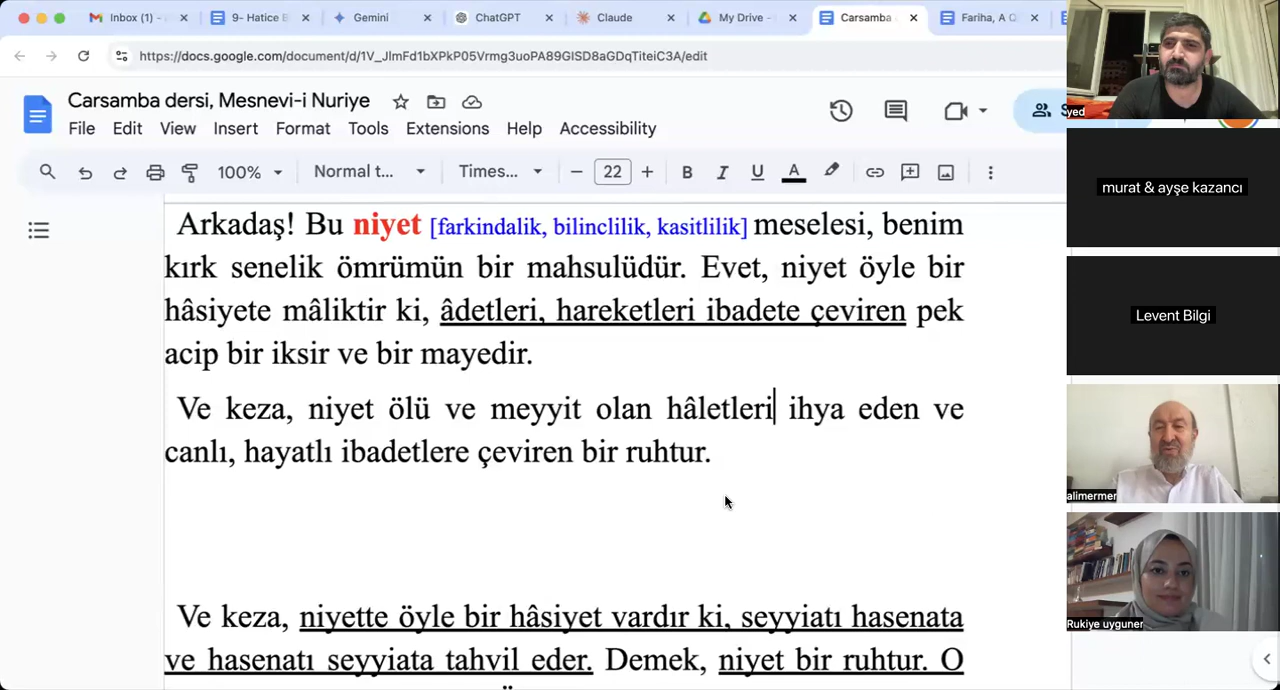 Inbox (1) -
9- Hatice B
Gemini
ChatGPT
Claude
My Drive -
Carsamba
Fariha, A Q
https://docs.google.com/document/d/1V_JlmFd1bXPkP05Vrmg3uoPA89GlSD8aGDqTiteiC3A/edit
Carsamba dersi, Mesnevi-i Nuriye
File Edit View Insert Format Tools Extensions Help Accessibility
100% Normal t... Times... 22 B I U A
Arkadaş! Bu niyet [farkindalik, bilinclilik, kasitlilik] meselesi, benim
kırk senelik ömrümün bir mahsulüdür. Evet, niyet öyle bir
hâsiyete mâliktir ki, âdetleri, hareketleri ibadete çeviren pek
acip bir iksir ve bir mayedir.
Ve keza, niyet ölü ve meyyit olan hâletleri ihya eden ve
canlı, hayatlı ibadetlere çeviren bir ruhtur.
Ve keza, niyette öyle bir hâsiyet vardır ki, seyyiatı hasenata
ve hasenatı seyyiata tahvil eder. Demek, niyet bir ruhtur. O
yed
murat & ayşe kazancı
Levent Bilgi
alimermer
Rukiye uyguner